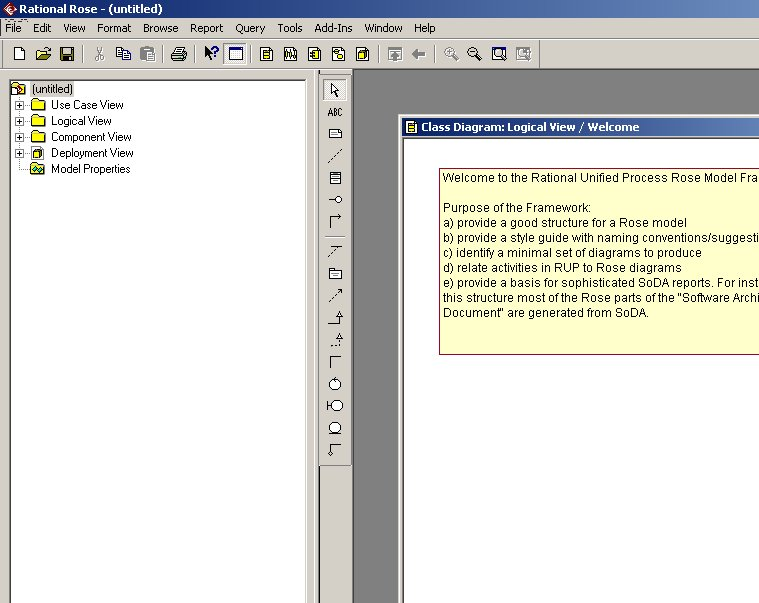 Rational Rose - (untitled)
File Edit View Format Browse Report Query Tools Add-Ins Window Help
(untitled)
Use Case View
Logical View
Component View
Deployment View
Model Properties
ABC
Class Diagram: Logical View / Welcome
Welcome to the Rational Unified Process Rose Model Fra
Purpose of the Framework:
a) provide a good structure for a Rose model
b) provide a style guide with naming conventions/suggesti
c) identify a minimal set of diagrams to produce
d) relate activities in RUP to Rose diagrams
e) provide a basis for sophisticated SoDA reports. For inst
this structure most of the Rose parts of the "Software Archi
Document" are generated from SoDA.